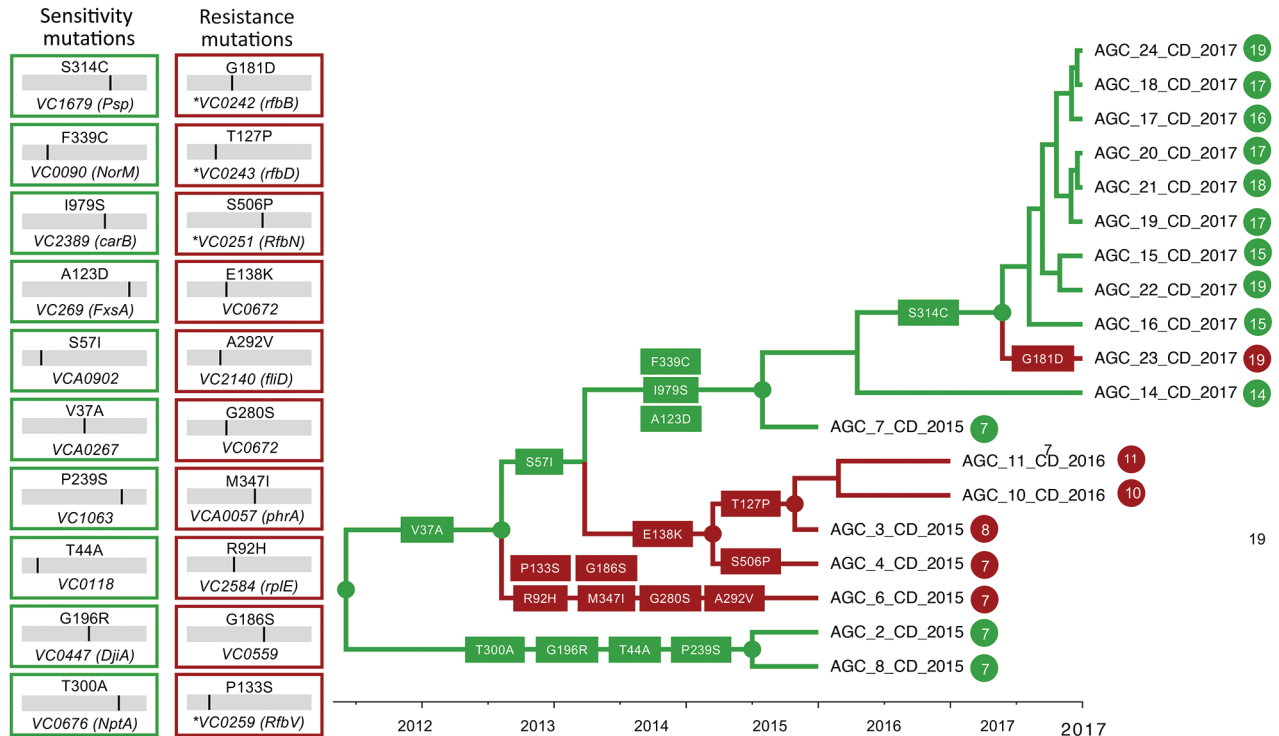 Sensitivity
mutations
S314C
VC1679 (Psp)
F339C
VC0090 (NorM)
I979S
VC2389 (carB)
A123D
VC269 (FxsA)
S57I
VCA0902
V37A
VCA0267
P239S
VC1063
T44A
VC0118
G196R
VC0447 (DjiA)
T300A
VC0676 (NptA)
Resistance
mutations
G181D
*VC0242 (rfbB)
T127P
*VC0243 (rfbD)
S506P
*VC0251 (RfbN)
E138K
VC0672
A292V
VC2140 (fliD)
G280S
VC0672
M347I
VCA0057 (phrA)
R92H
VC2584 (rplE)
G186S
VC0559
P133S
*VC0259 (RfbV)
AGC_24_CD_2017 19
AGC_18_CD_2017 17
AGC_17_CD_2017 16
AGC_20_CD_2017 17
AGC_21_CD_2017 18
AGC_19_CD_2017 17
AGC_15_CD_2017 15
AGC_22_CD_2017 19
S314C
AGC_16_CD_2017 15
G181D
AGC_23_CD_2017 19
F339C
I979S
A123D
AGC_14_CD_2017 14
AGC_7_CD_2015 7
7
S57I
AGC_11_CD_2016 11
AGC_10_CD_2016 10
T127P
V37A
E138K
AGC_3_CD_2015 8
19
S506P
AGC_4_CD_2015 7
P133S G186S
R92H M347I G280S A292V
AGC_6_CD_2015 7
AGC_2_CD_2015 7
T300A G196R T44A P239S
AGC_8_CD_2015 7
2012 2013 2014 2015 2016 2017 2017